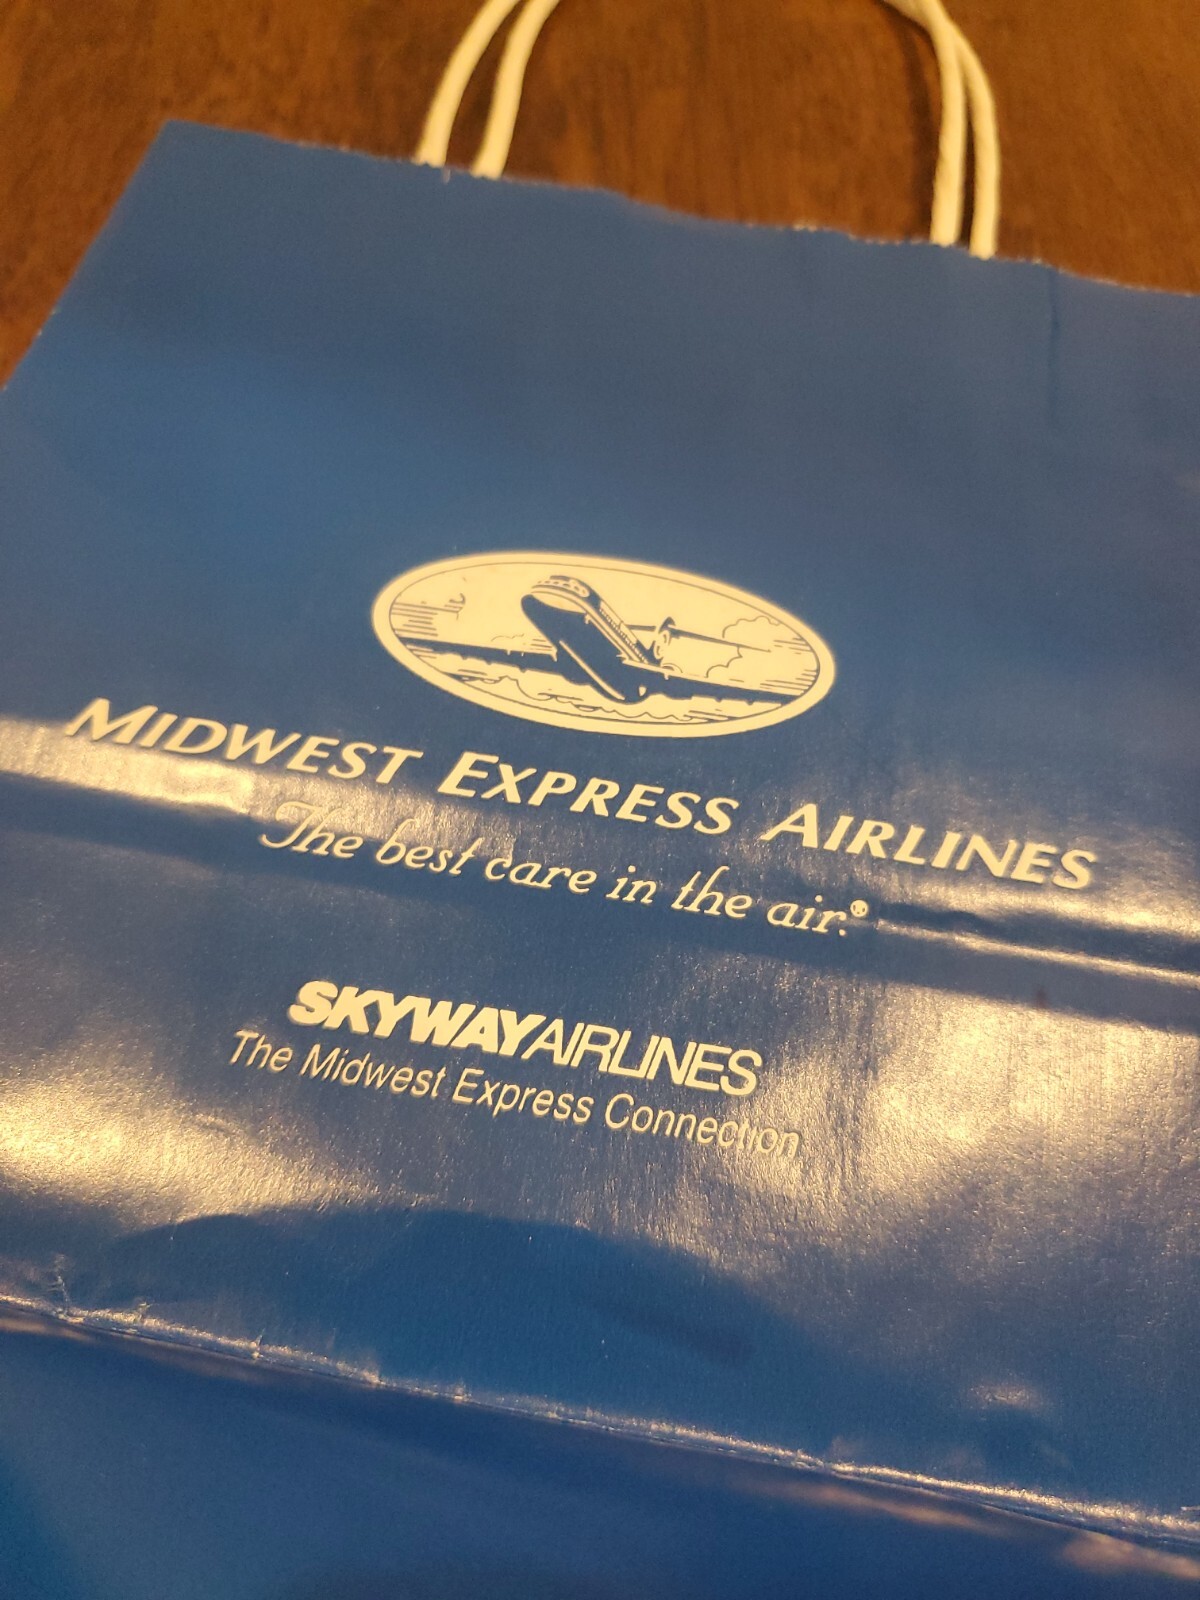 MIDWEST EXPRESS AIRLINES
The best care in the air.®
SKYWAYAIRLINES
The Midwest Express Connection